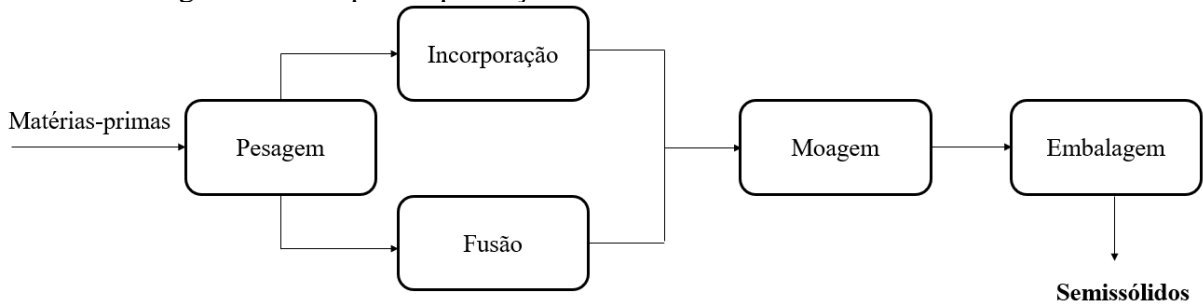 Incorporação
Matérias-primas
Pesagem
Moagem
Embalagem
Fusão
Semissólidos